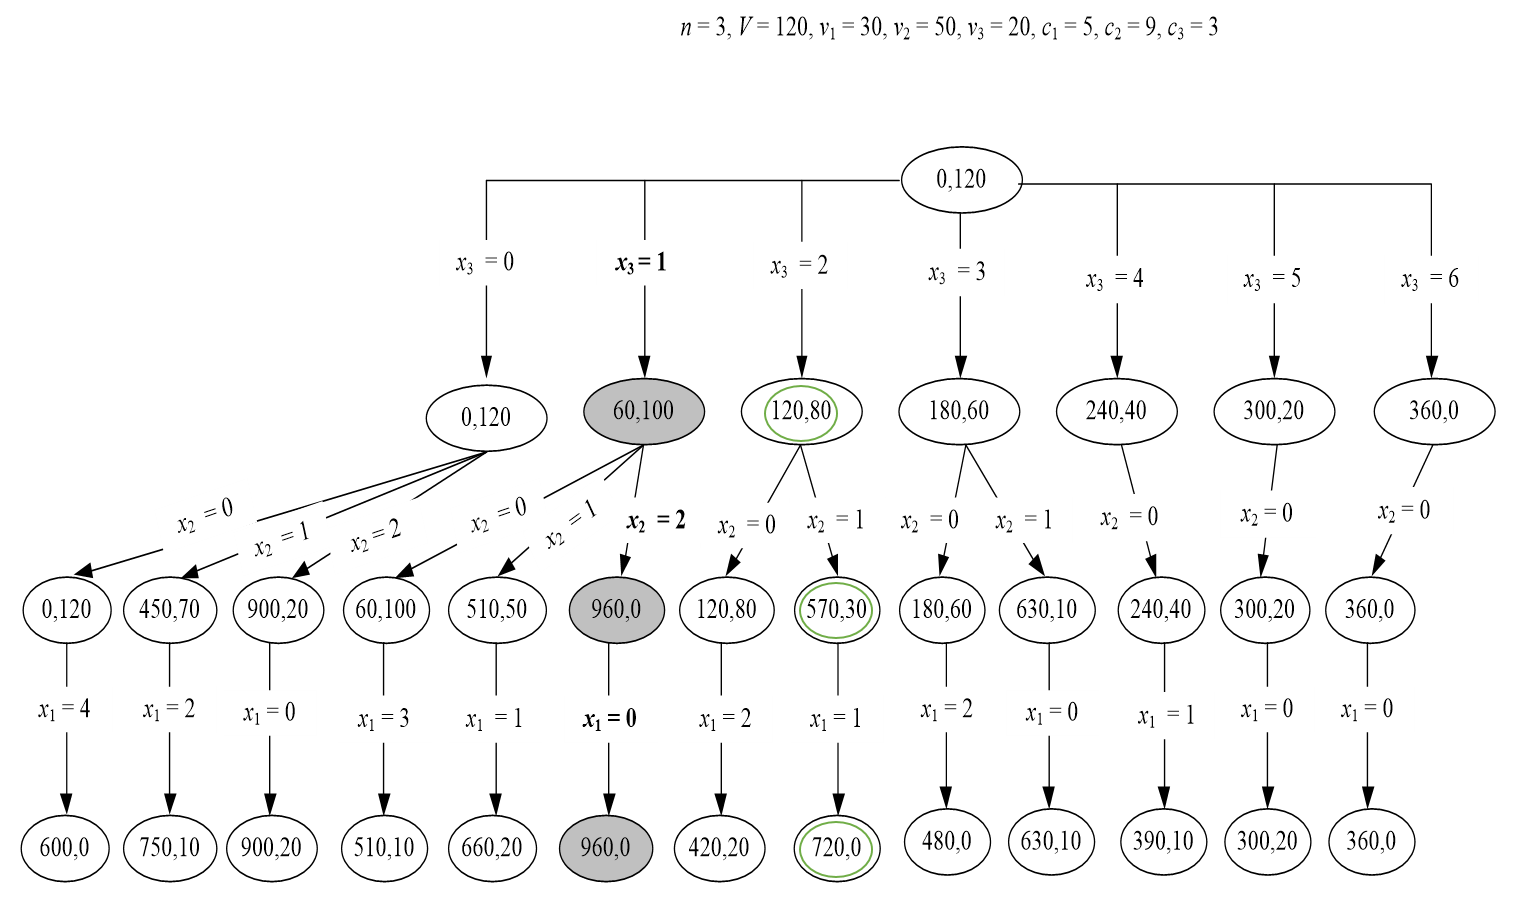 n = 3, V = 120, v₁ = 30, v₂ = 50, v₃ = 20, c₁ = 5, c₂ = 9, c₃ = 3
0,120
x₃ = 0
x₃ = 1
x₃ = 2
x₃ = 3
x₃ = 4
x₃ = 5
x₃ = 6
0,120
60,100
120,80
180,60
240,40
300,20
360,0
x₂ = 0
x₂ = 1
x₂ = 2
x₂ = 0
x₂ = 1
x₂ = 2
x₂ = 0
x₂ = 1
x₂ = 0
x₂ = 1
x₂ = 0
x₂ = 0
x₂ = 0
0,120
450,70
900,20
60,100
510,50
960,0
120,80
570,30
180,60
630,10
240,40
300,20
360,0
x₁ = 4
x₁ = 2
x₁ = 0
x₁ = 3
x₁ = 1
x₁ = 0
x₁ = 2
x₁ = 1
x₁ = 2
x₁ = 0
x₁ = 1
x₁ = 0
x₁ = 0
600,0
750,10
900,20
510,10
660,20
960,0
420,20
720,0
480,0
630,10
390,10
300,20
360,0